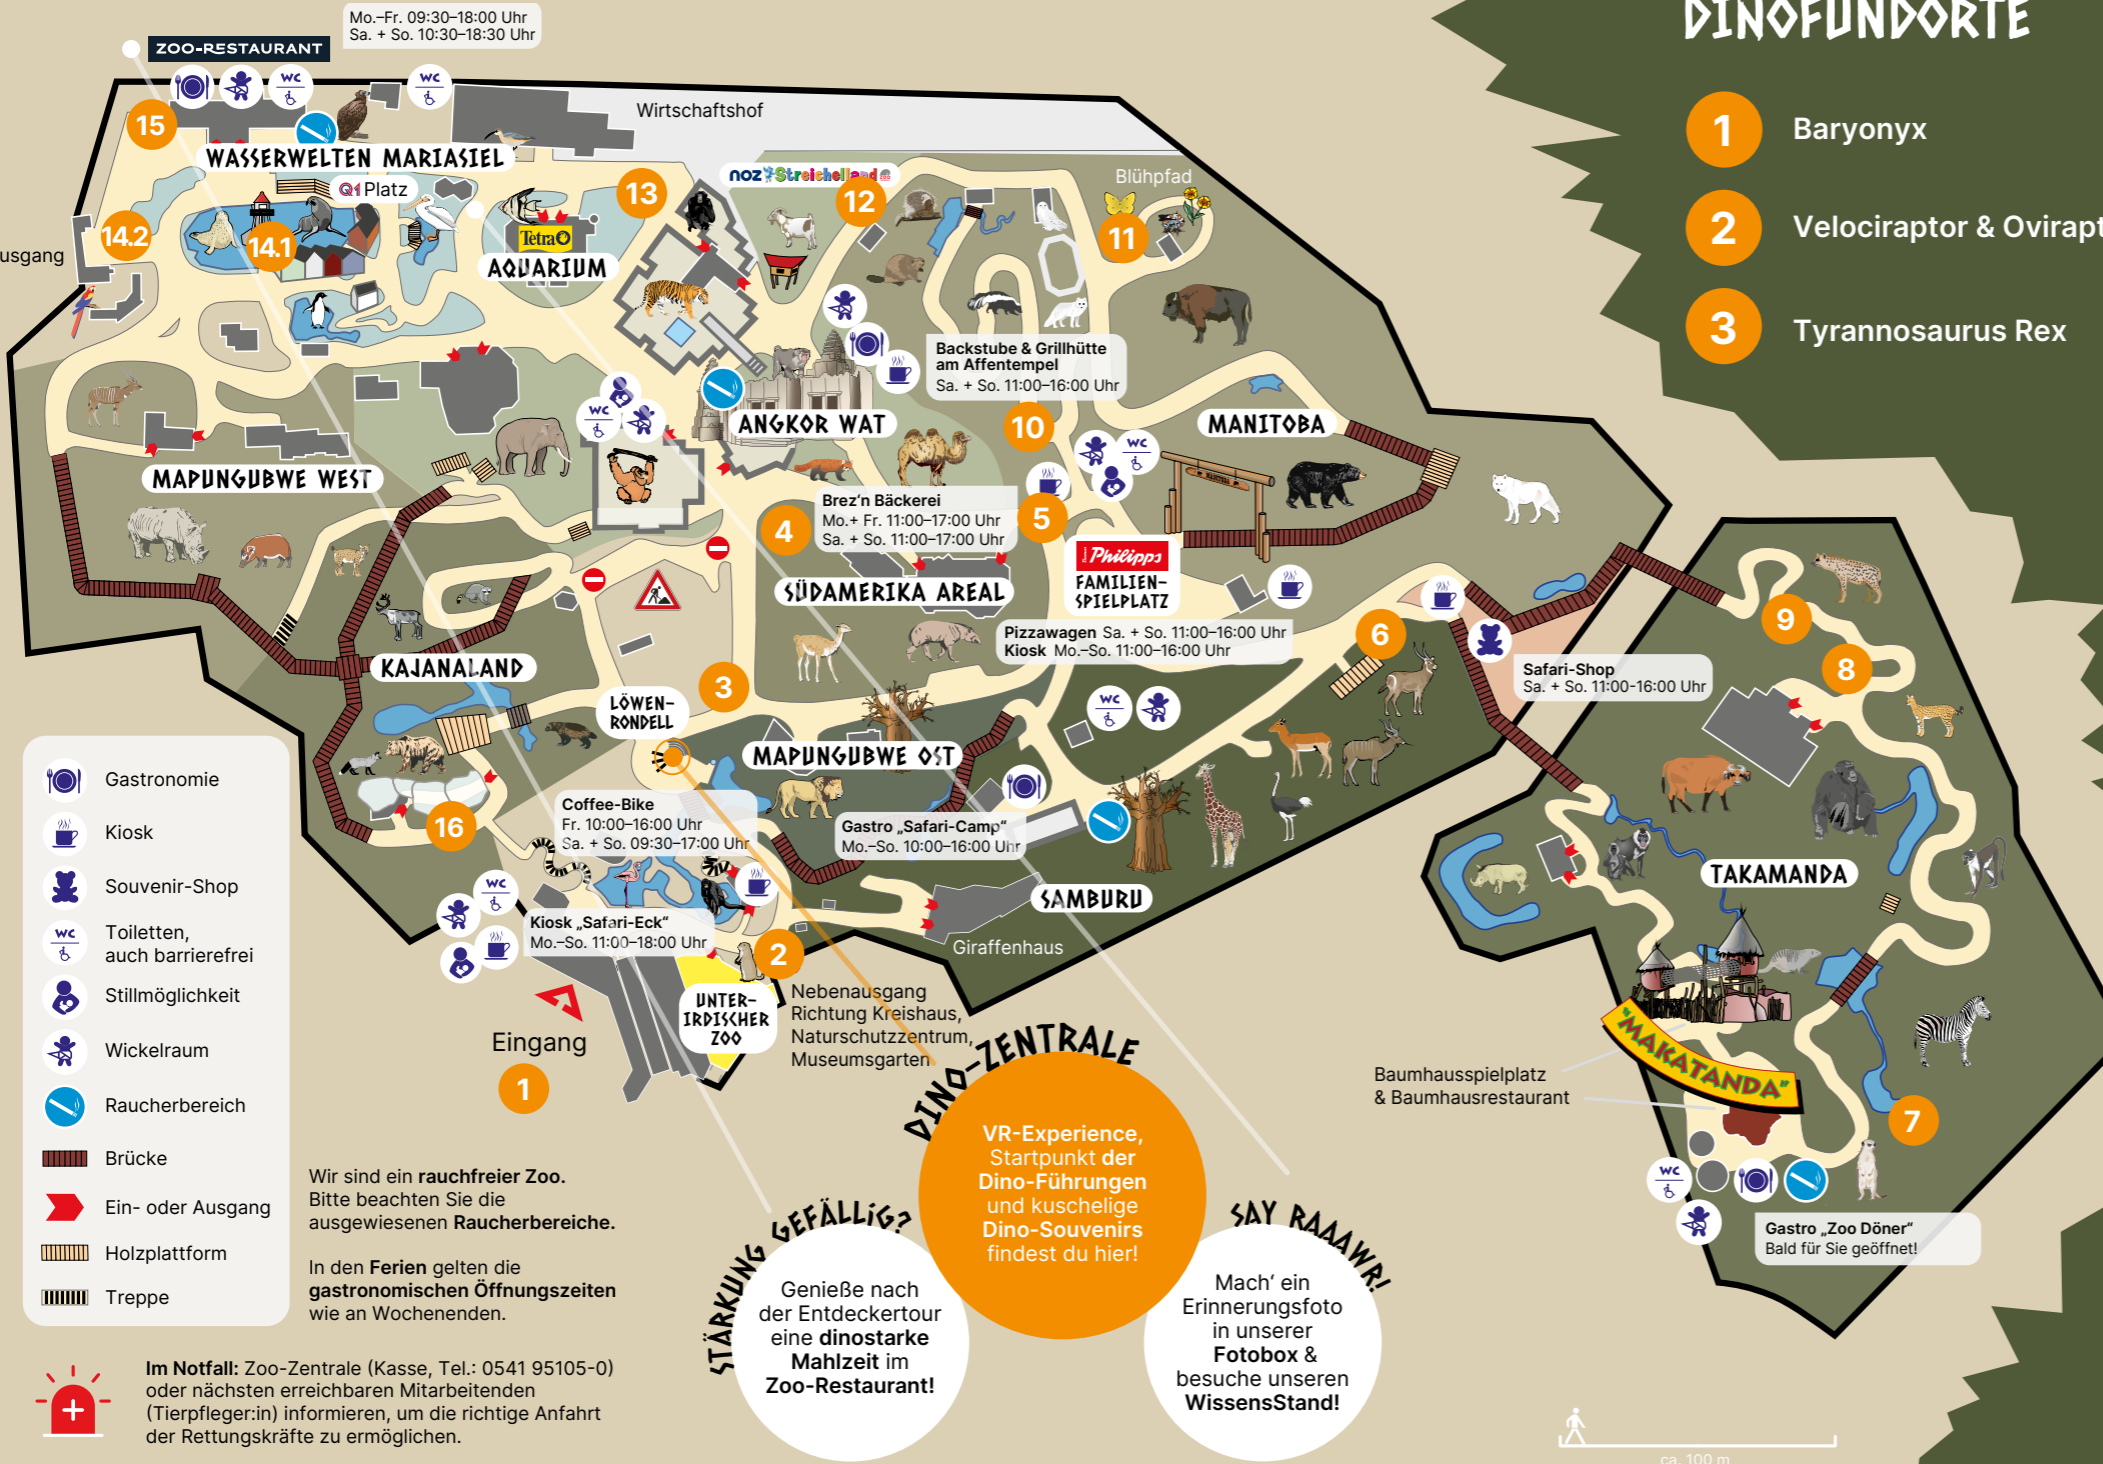 Mo.–Fr. 09:30–18:00 Uhr
Sa. + So. 10:30–18:30 Uhr
ZOO-RESTAURANT
WC
WC
Wirtschaftshof
15
WASSERWELTEN MARIASIEL
Q1 Platz
14.2
14.1
usgang
Tetra
AQUARIUM
13
noz Streichelland
12
Blühpfad
11
Backstube & Grillhütte
am Affentempel
Sa. + So. 11:00–16:00 Uhr
ANGKOR WAT
10
MANITOBA
MANITOBA
WC
WC
MAPUNGUBWE WEST
Brez'n Bäckerei
Mo.+ Fr. 11:00–17:00 Uhr
Sa. + So. 11:00–17:00 Uhr
4
5
SÜDAMERIKA AREAL
Philipps
FAMILIEN-
SPIELPLATZ
Pizzawagen Sa. + So. 11:00–16:00 Uhr
Kiosk Mo.–So. 11:00–16:00 Uhr
6
Safari-Shop
Sa. + So. 11:00-16:00 Uhr
9
8
KAJANALAND
LÖWEN-
RONDELL
3
WC
MAPUNGUBWE OST
Coffee-Bike
Fr. 10:00–16:00 Uhr
Sa. + So. 09:30–17:00 Uhr
Gastro „Safari-Camp“
Mo.–So. 10:00–16:00 Uhr
16
WC
Kiosk „Safari-Eck“
Mo.–So. 11:00–18:00 Uhr
SAMBURU
Giraffenhaus
2
UNTER-
IRDISCHER
ZOO
Nebenausgang
Richtung Kreishaus,
Naturschutzzentrum,
Museumsgarten
Eingang
1
TAKAMANDA
"MAKATANDA"
Baumhausspielplatz
& Baumhausrestaurant
7
WC
Gastro „Zoo Döner“
Bald für Sie geöffnet!
DINOFUNDORTE
1 Baryonyx
2 Velociraptor & Ovirapt
3 Tyrannosaurus Rex
Gastronomie
Kiosk
Souvenir-Shop
WC
Toiletten,
auch barrierefrei
Stillmöglichkeit
Wickelraum
Raucherbereich
Brücke
Ein- oder Ausgang
Holzplattform
Treppe
Wir sind ein rauchfreier Zoo.
Bitte beachten Sie die
ausgewiesenen Raucherbereiche.
In den Ferien gelten die
gastronomischen Öffnungszeiten
wie an Wochenenden.
Im Notfall: Zoo-Zentrale (Kasse, Tel.: 0541 95105-0)
oder nächsten erreichbaren Mitarbeitenden
(Tierpfleger:in) informieren, um die richtige Anfahrt
der Rettungskräfte zu ermöglichen.
STÄRKUNG GEFÄLLIG?
Genieße nach
der Entdeckertour
eine dinostarke
Mahlzeit im
Zoo-Restaurant!
DINO-ZENTRALE
VR-Experience,
Startpunkt der
Dino-Führungen
und kuschelige
Dino-Souvenirs
findest du hier!
SAY RAAAWR!
Mach‘ ein
Erinnerungsfoto
in unserer
Fotobox &
besuche unseren
WissensStand!
ca. 100 m